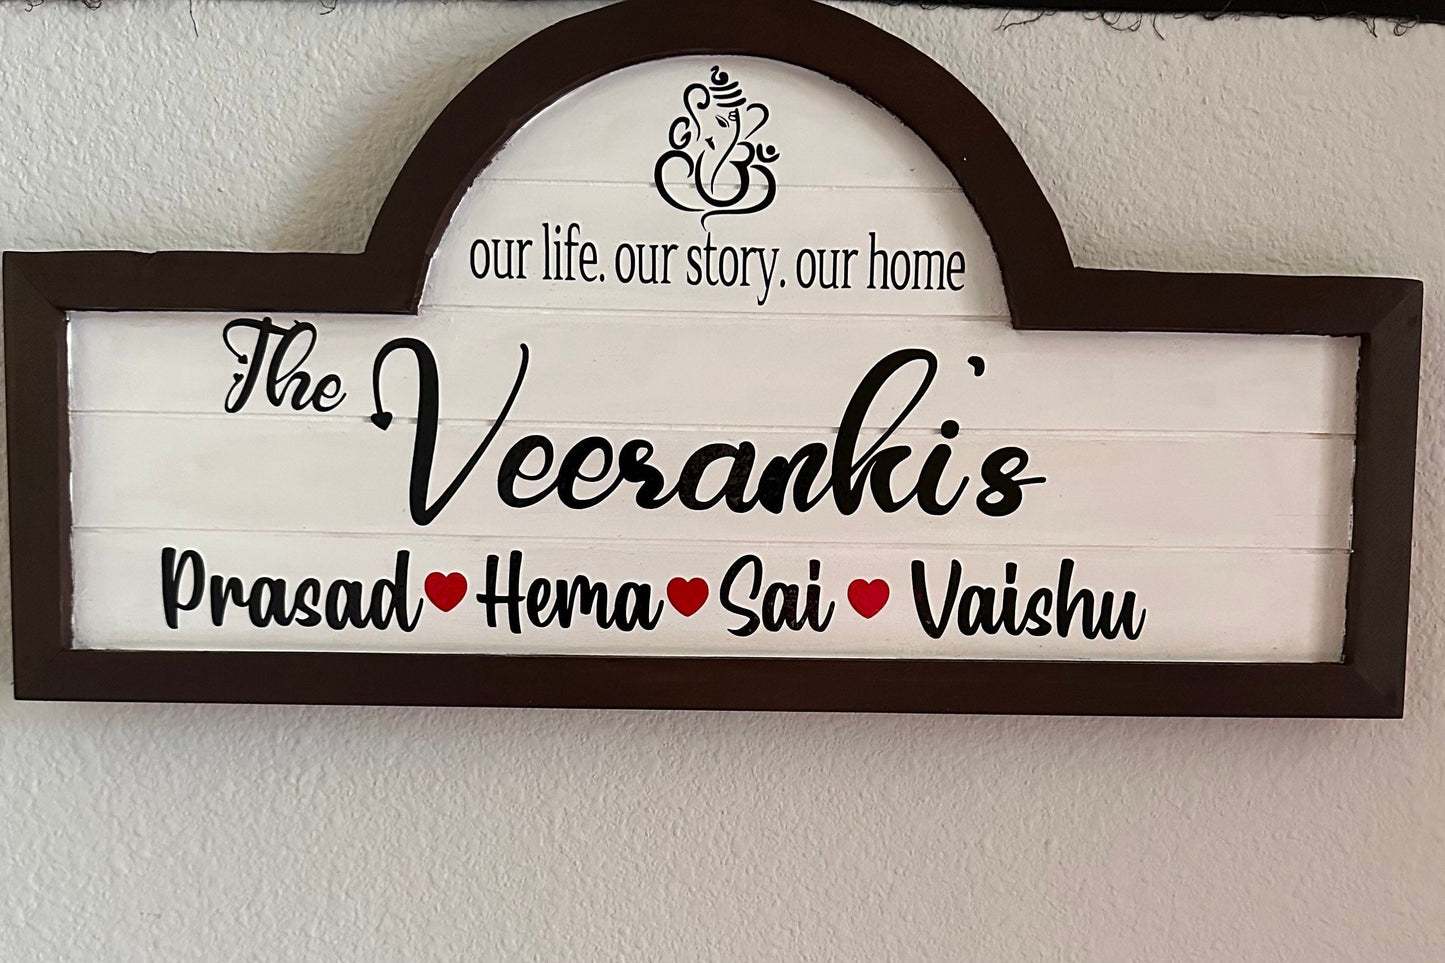 our life. our story. our home
The Veeranki's
Prasad ♥ Hema ♥ Sai ♥ Vaishu